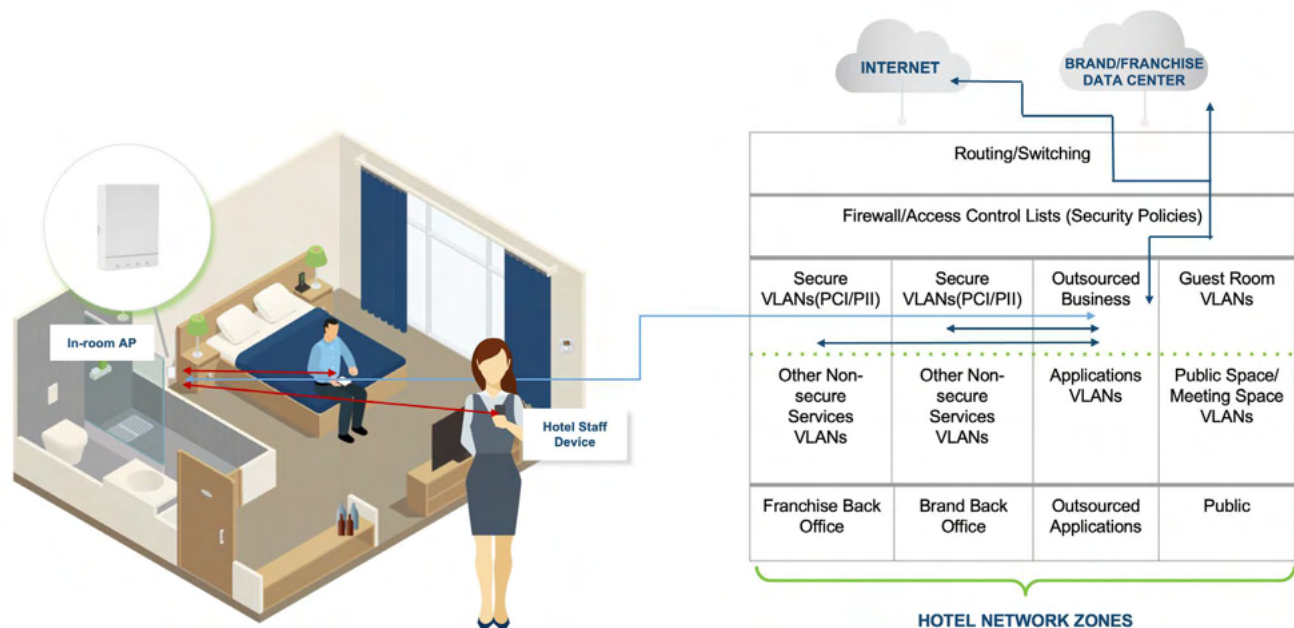 INTERNET
BRAND/FRANCHISE
DATA CENTER
Routing/Switching
Firewall/Access Control Lists (Security Policies)
Secure
VLANs(PCI/PII)
Secure
VLANs(PCI/PII)
Outsourced
Business
Guest Room
VLANs
Other Non-
secure
Services
VLANs
Other Non-
secure
Services
VLANs
Applications
VLANs
Public Space/
Meeting Space
VLANs
Franchise Back
Office
Brand Back
Office
Outsourced
Applications
Public
HOTEL NETWORK ZONES
In-room AP
Hotel Staff
Device